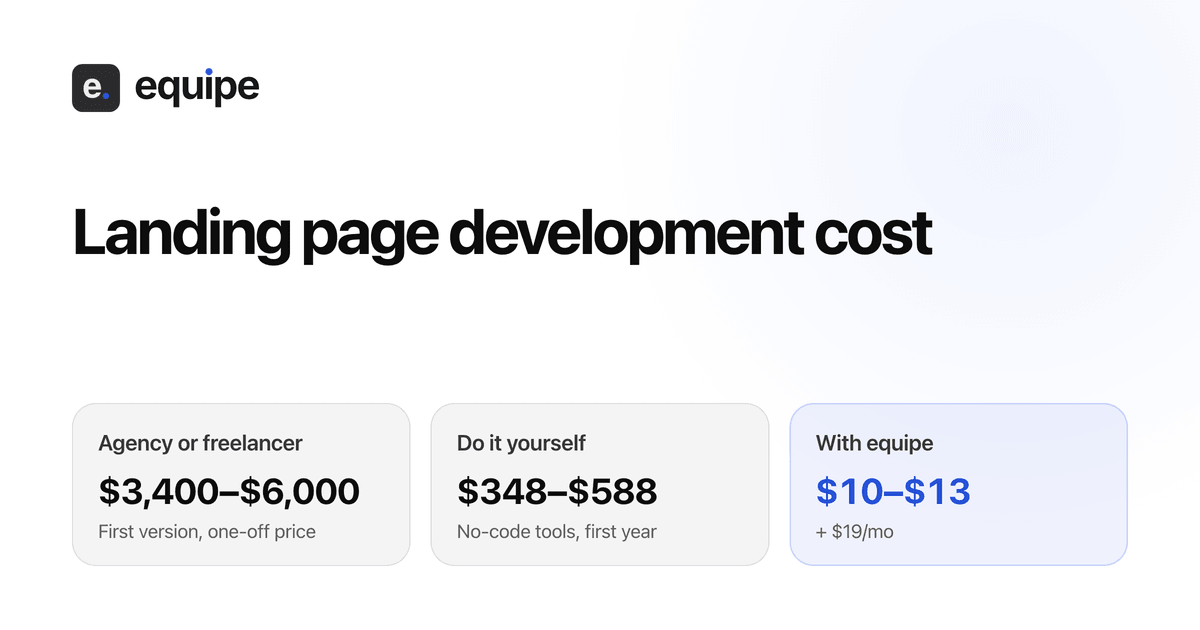 e.
equipe
Landing page development cost
Agency or freelancer
$3,400–$6,000
First version, one-off price
Do it yourself
$348–$588
No-code tools, first year
With equipe
$10–$13
+ $19/mo